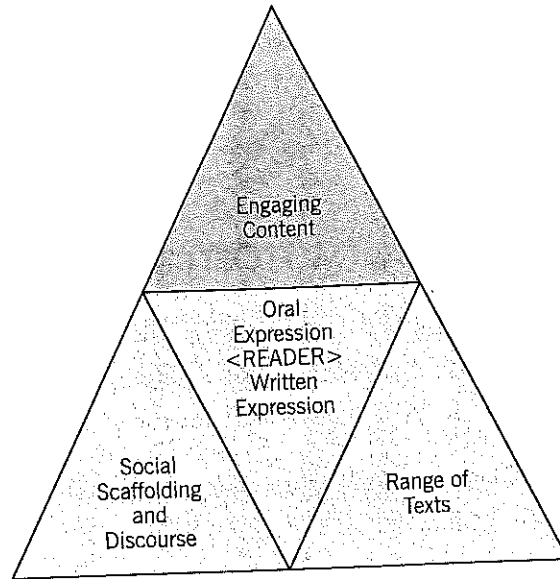 Engaging
Content
Oral
Expression
<READER>
Written
Expression
Social
Scaffolding
and
Discourse
Range of
Texts